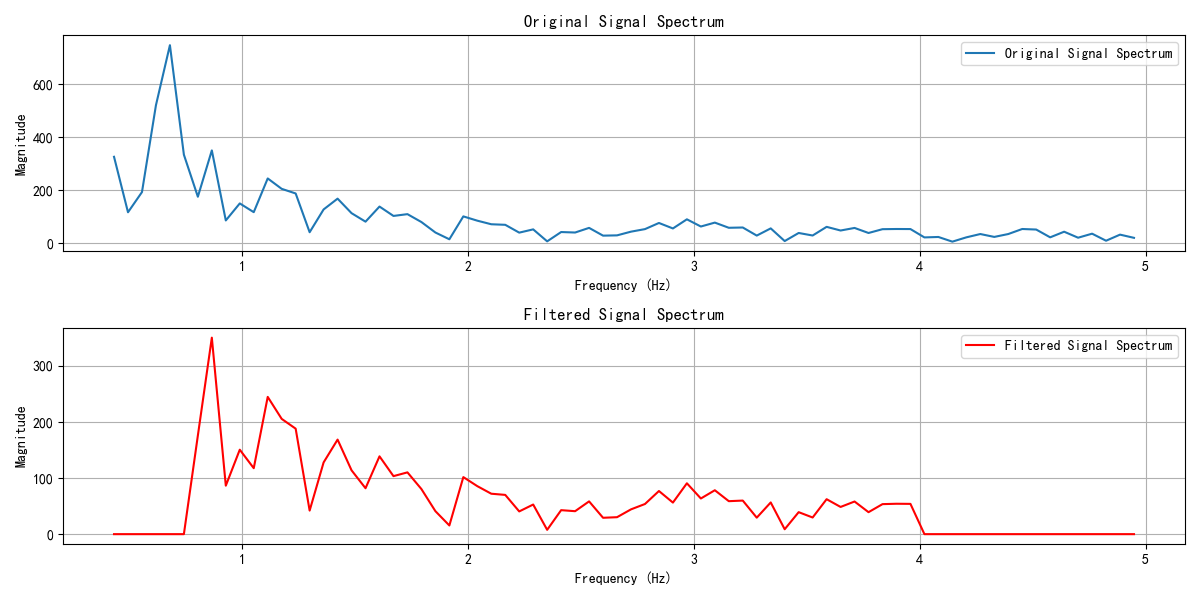 Original Signal Spectrum
Original Signal Spectrum
Magnitude
600
400
200
0
1 2 3 4 5
Frequency (Hz)
Filtered Signal Spectrum
Filtered Signal Spectrum
Magnitude
300
200
100
0
1 2 3 4 5
Frequency (Hz)